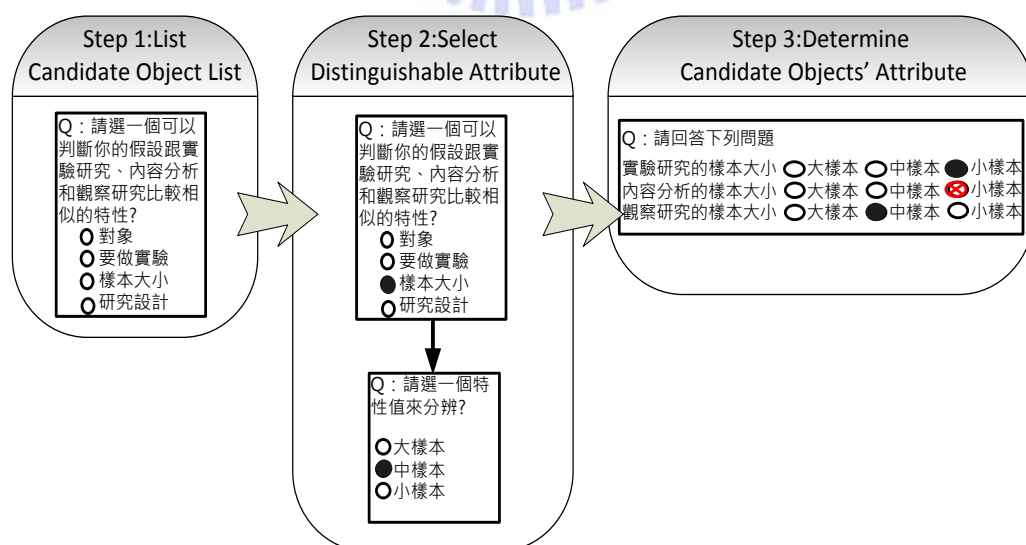 Step 1:List
Candidate Object List
Q：請選一個可以
判斷你的假設跟實
驗研究、內容分析
和觀察研究比較相
似的特性?
對象
要做實驗
樣本大小
研究設計
Step 2:Select
Distinguishable Attribute
Q：請選一個可以
判斷你的假設跟實
驗研究、內容分析
和觀察研究比較相
似的特性?
對象
要做實驗
樣本大小
研究設計
Q：請選一個特
性值來分辨?
大樣本
中樣本
小樣本
Step 3:Determine
Candidate Objects’ Attribute
Q：請回答下列問題
實驗研究的樣本大小 大樣本 中樣本 小樣本
內容分析的樣本大小 大樣本 中樣本 小樣本
觀察研究的樣本大小 大樣本 中樣本 小樣本